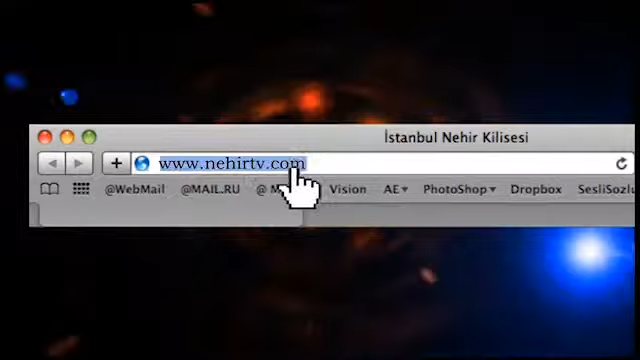 İstanbul Nehir Kilisesi
www.nehirtv.com
@WebMail @MAIL.RU @ M Vision AE PhotoShop Dropbox SesliSozlu